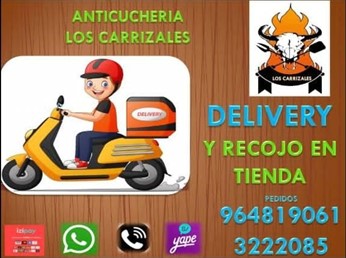 ANTICUCHERIA
LOS CARRIZALES
LOS CARRIZALES
DELIVERY
DELIVERY
Y RECOJO EN
TIENDA
PEDIDOS
964819061
3222085
yape